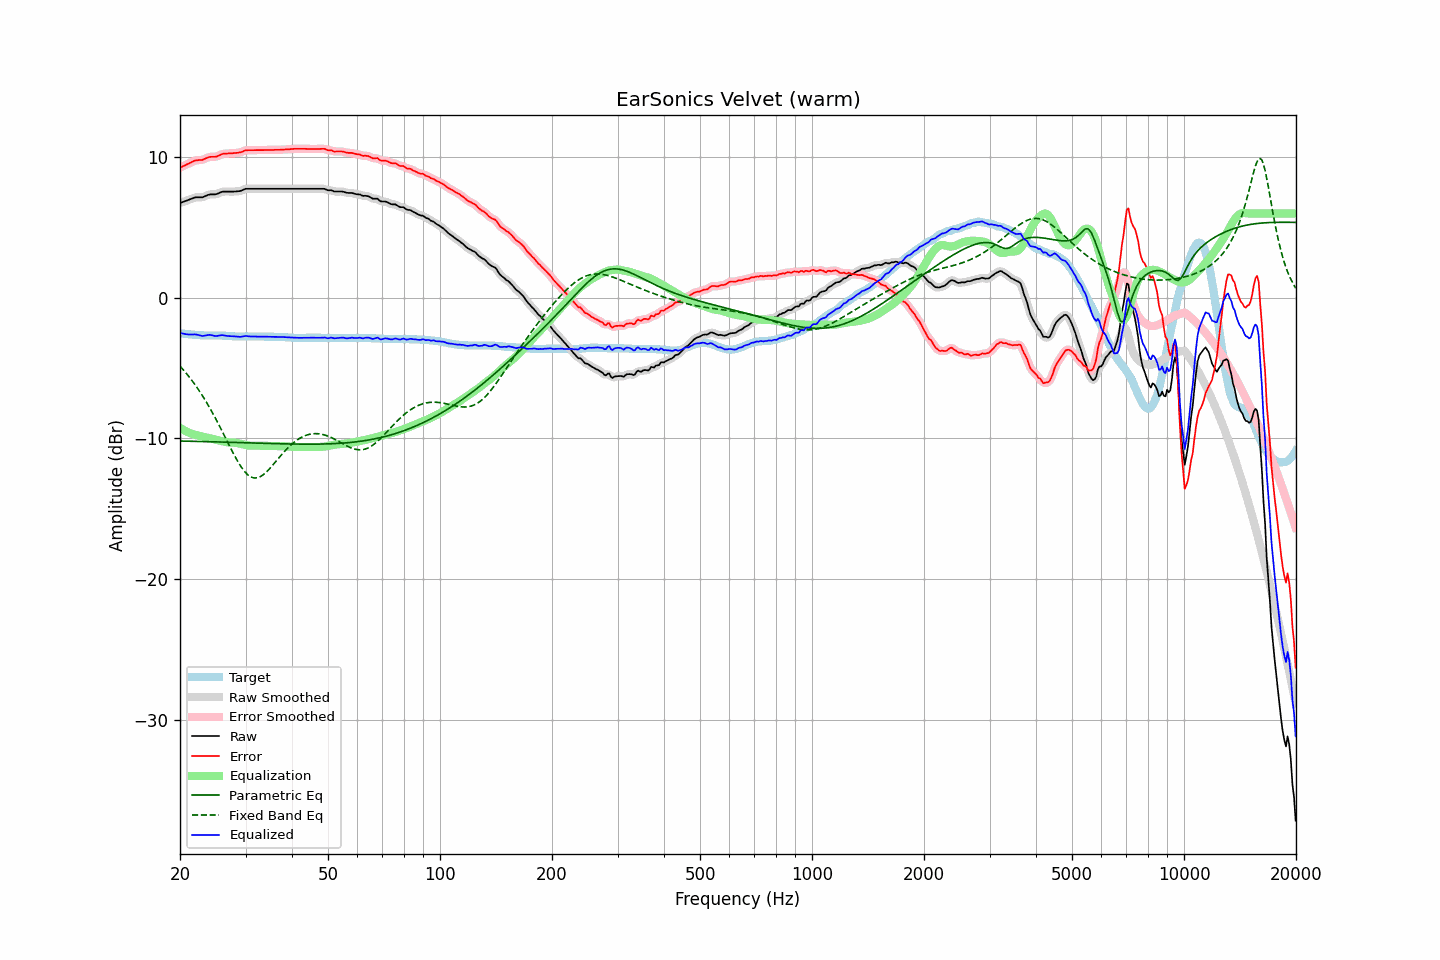 EarSonics Velvet (warm)
10
0
−10
−20
−30
Amplitude (dBr)
Target
Raw Smoothed
Error Smoothed
Raw
Error
Equalization
Parametric Eq
Fixed Band Eq
Equalized
20 50 100 200 500 1000 2000 5000 10000 20000
Frequency (Hz)